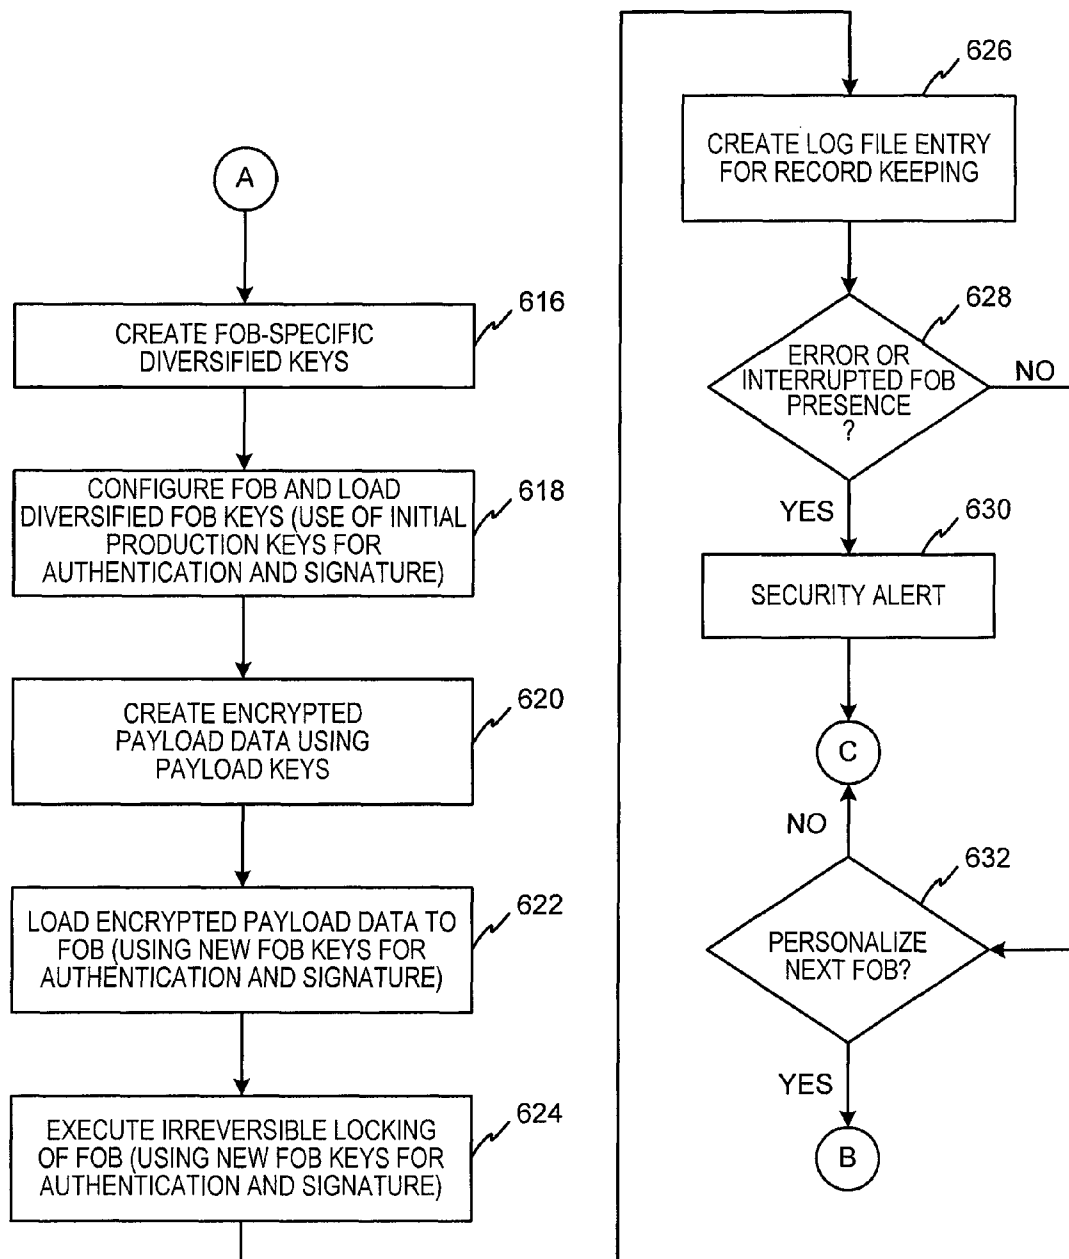 A
616
CREATE FOB-SPECIFIC
DIVERSIFIED KEYS
618
CONFIGURE FOB AND LOAD
DIVERSIFIED FOB KEYS (USE OF INITIAL
PRODUCTION KEYS FOR
AUTHENTICATION AND SIGNATURE)
620
CREATE ENCRYPTED
PAYLOAD DATA USING
PAYLOAD KEYS
622
LOAD ENCRYPTED PAYLOAD DATA TO
FOB (USING NEW FOB KEYS FOR
AUTHENTICATION AND SIGNATURE)
624
EXECUTE IRREVERSIBLE LOCKING
OF FOB (USING NEW FOB KEYS FOR
AUTHENTICATION AND SIGNATURE)
626
CREATE LOG FILE ENTRY
FOR RECORD KEEPING
628
ERROR OR
INTERRUPTED FOB
PRESENCE
?
NO
YES
630
SECURITY ALERT
C
NO
632
PERSONALIZE
NEXT FOB?
YES
B